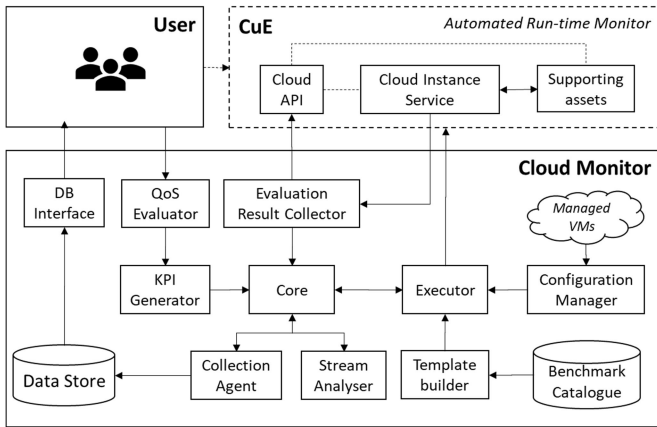 User
CuE
Automated Run-time Monitor
Cloud
API
Cloud Instance
Service
Supporting
assets
Cloud Monitor
DB
Interface
QoS
Evaluator
Evaluation
Result Collector
Managed
VMs
KPI
Generator
Core
Executor
Configuration
Manager
Data Store
Collection
Agent
Stream
Analyser
Template
builder
Benchmark
Catalogue